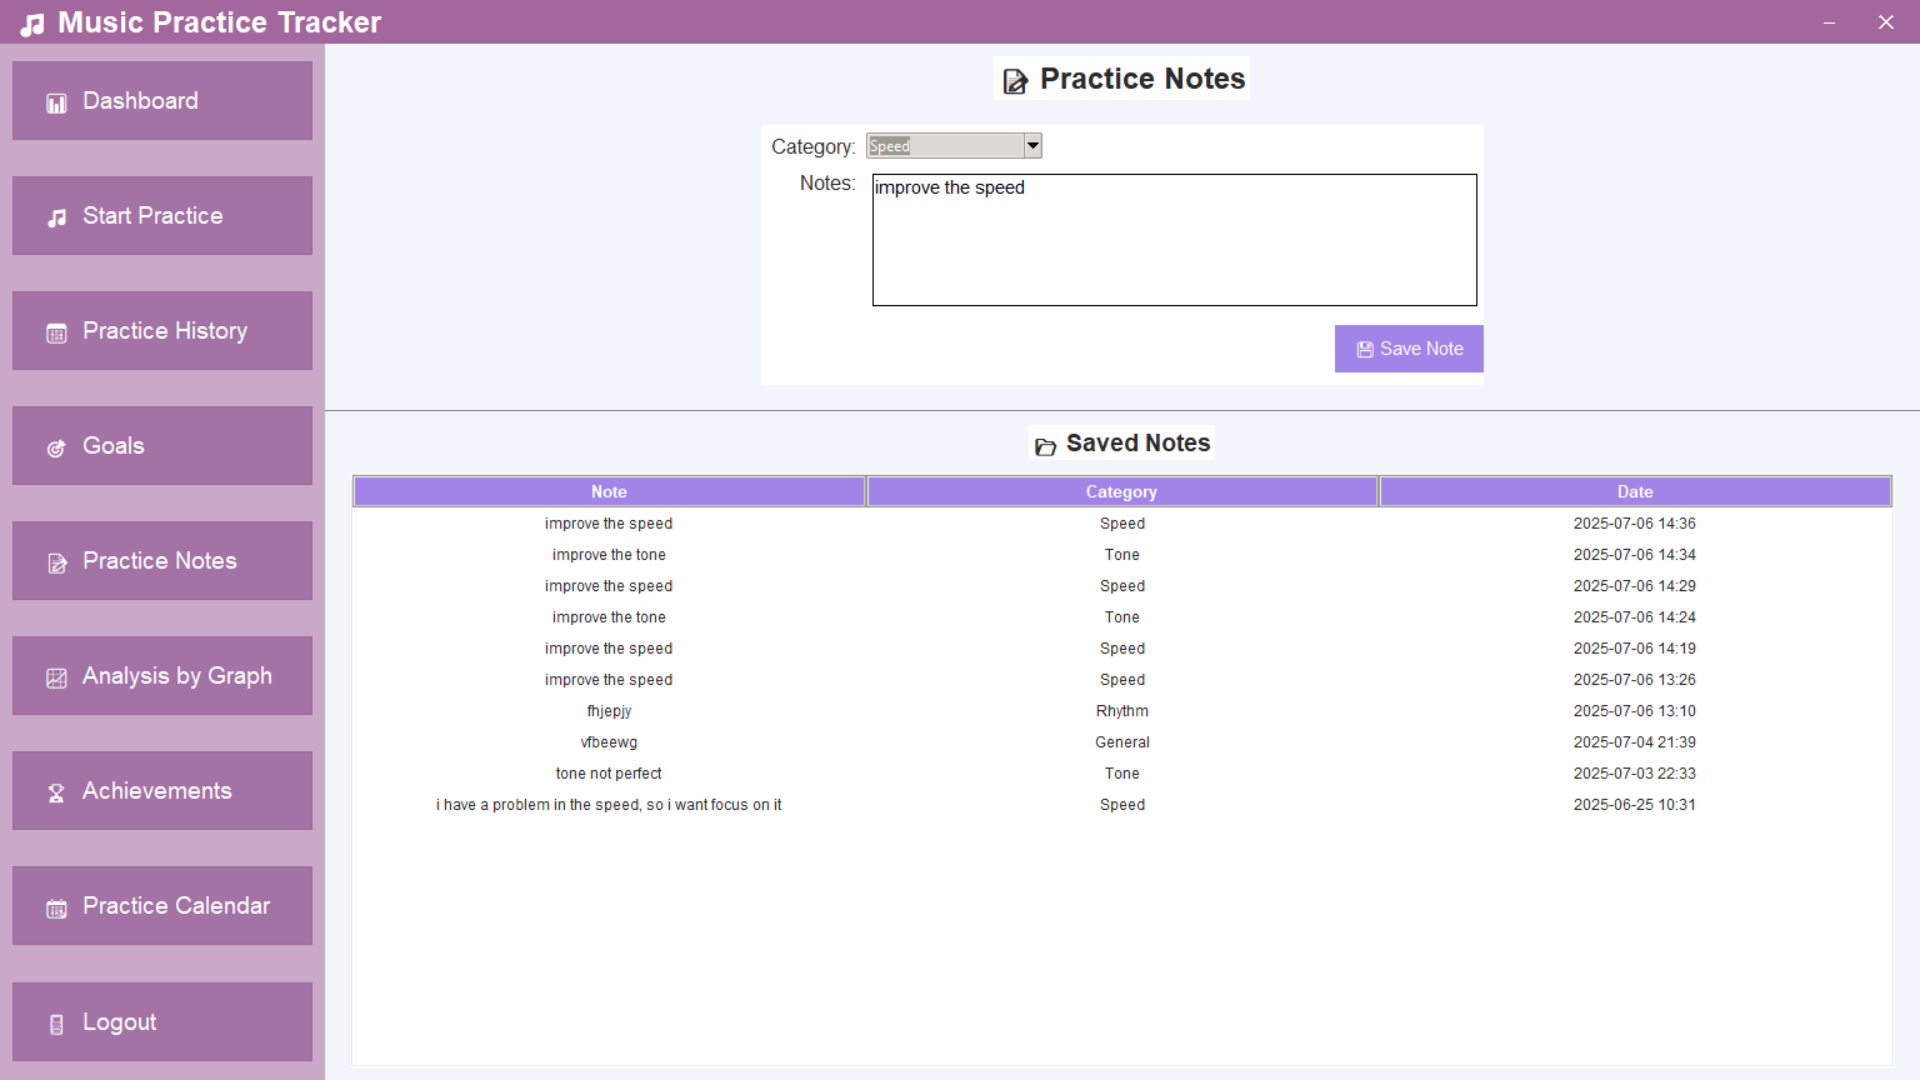 Music Practice Tracker
Dashboard
Start Practice
Practice History
Goals
Practice Notes
Analysis by Graph
Achievements
Practice Calendar
Logout
Practice Notes
Category: Speed
Notes: improve the speed
Save Note
Saved Notes
Note Category Date
improve the speed Speed 2025-07-06 14:36
improve the tone Tone 2025-07-06 14:34
improve the speed Speed 2025-07-06 14:29
improve the tone Tone 2025-07-06 14:24
improve the speed Speed 2025-07-06 14:19
improve the speed Speed 2025-07-06 13:26
fhjepjy Rhythm 2025-07-06 13:10
vfbeewg General 2025-07-04 21:39
tone not perfect Tone 2025-07-03 22:33
i have a problem in the speed, so i want focus on it Speed 2025-06-25 10:31